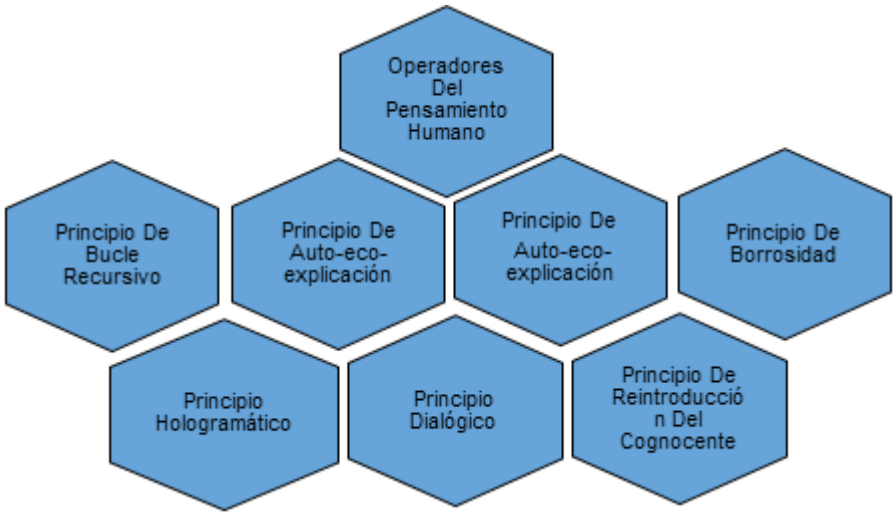 Operadores
Del
Pensamiento
Humano
Principio De
Bucle
Recursivo
Principio De
Auto-eco-
explicación
Principio De
Auto-eco-
explicación
Principio De
Borrosidad
Principio
Hologramático
Principio
Dialógico
Principio De
Reintroducció
n Del
Cognocente